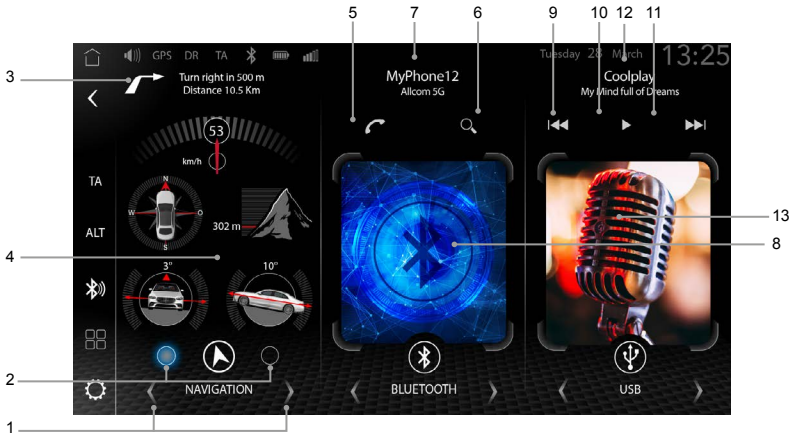 5 7 6 9 10 12 11
GPS DR TA Tuesday 28 March 13:25
3 Turn right in 500 m
Distance 10.5 Km
MyPhone12
Allcom 5G
Coolplay
My Mind full of Dreams
53
km/h
TA
N
W O
S
ALT
302 m
13
8
4
3°
10°
2
NAVIGATION BLUETOOTH USB
1